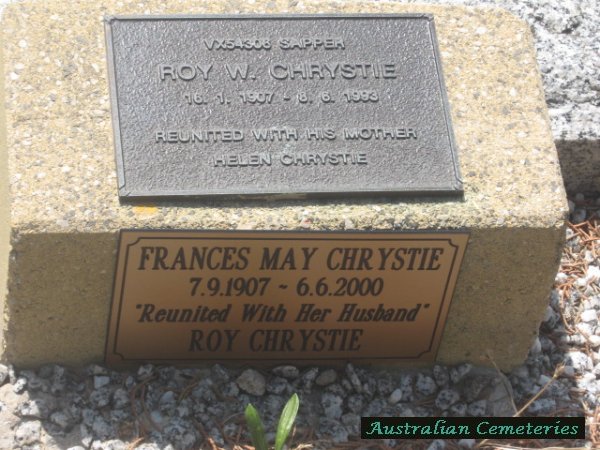 VX54308 SAPPER
ROY W. CHRYSTIE
16. 1. 1907 - 8. 6. 1993
REUNITED WITH HIS MOTHER
HELEN CHRYSTIE
FRANCES MAY CHRYSTIE
7.9.1907 ~ 6.6.2000
"Reunited With Her Husband"
ROY CHRYSTIE
Australian Cemeteries